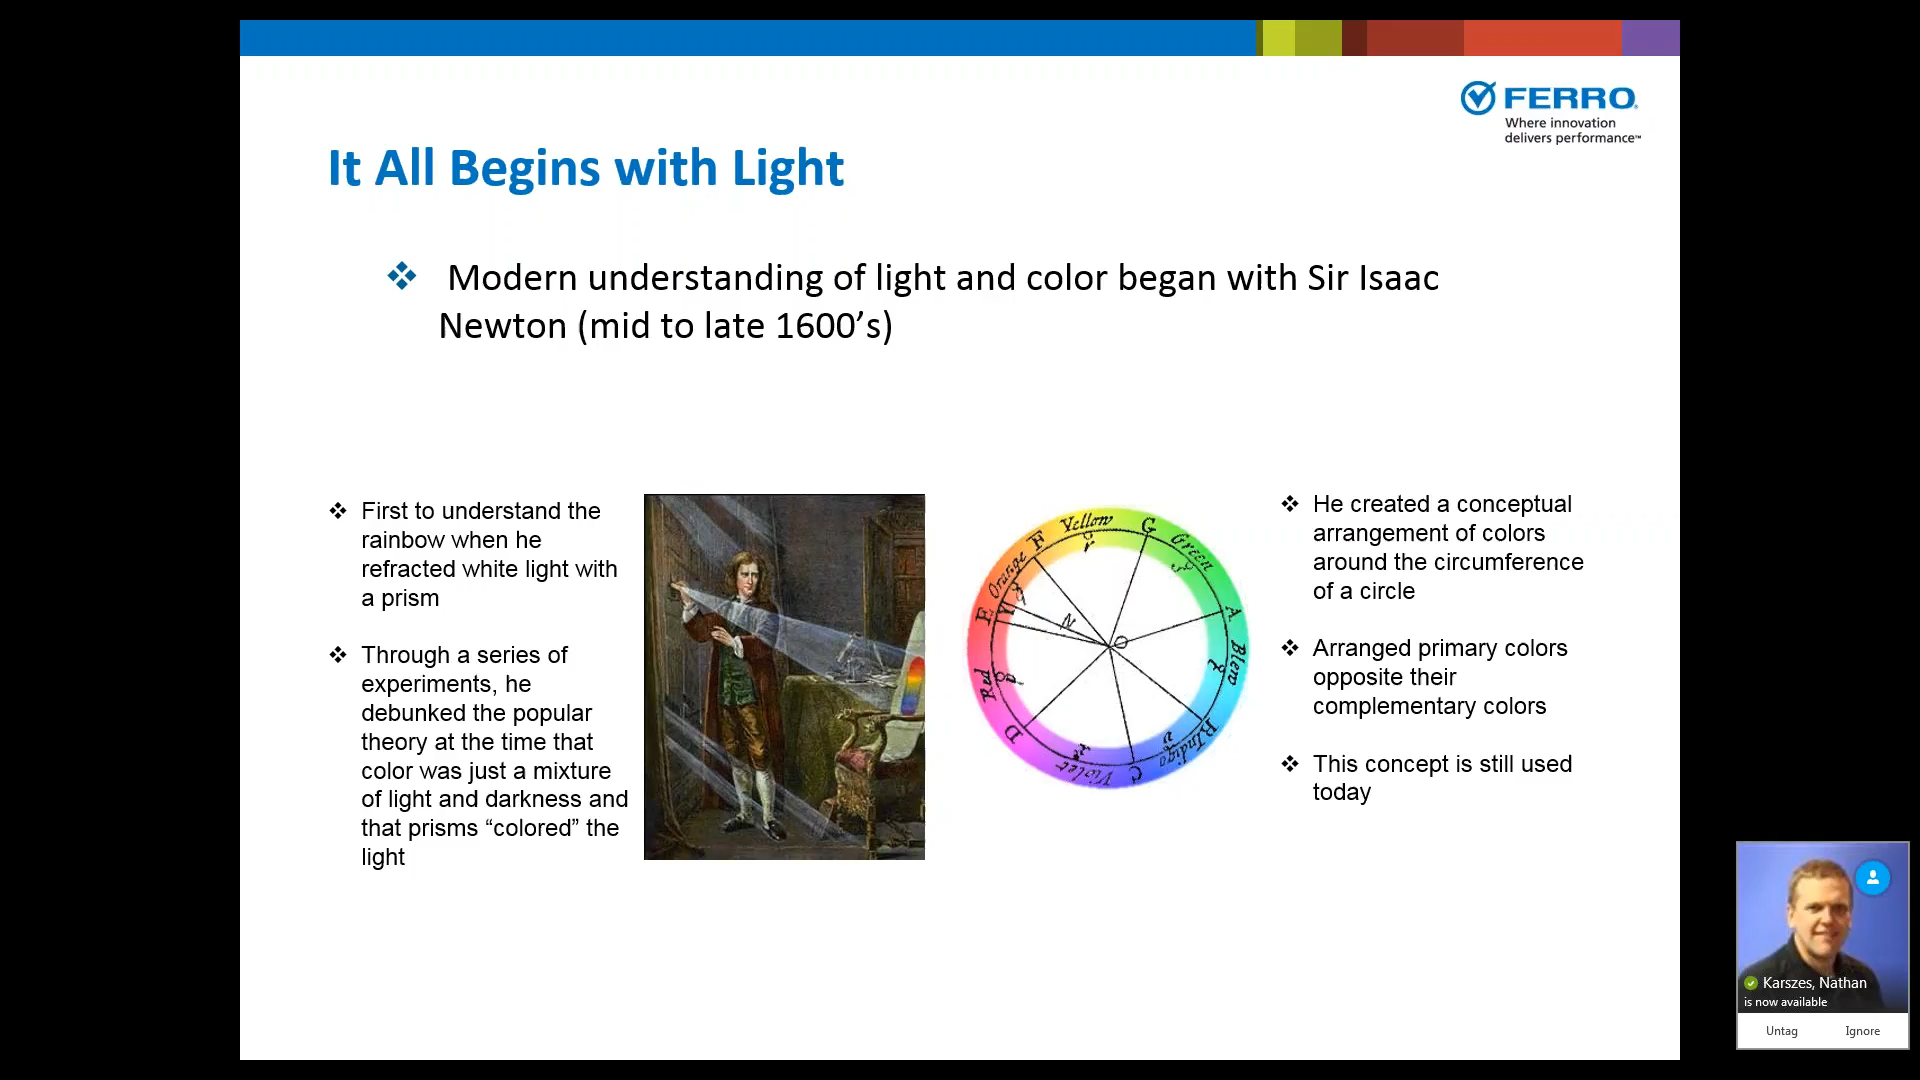 FERRO
Where innovation
delivers performance™
It All Begins with Light
❖ Modern understanding of light and color began with Sir Isaac
Newton (mid to late 1600’s)
❖ First to understand the
rainbow when he
refracted white light with
a prism
❖ Through a series of
experiments, he
debunked the popular
theory at the time that
color was just a mixture
of light and darkness and
that prisms “colored” the
light
Yellow
G
Green
A
Blew
B
Indigo
C
Violet
D
Red
E
Orange
F
N
O
❖ He created a conceptual
arrangement of colors
around the circumference
of a circle
❖ Arranged primary colors
opposite their
complementary colors
❖ This concept is still used
today
Karszes, Nathan
is now available
Untag Ignore